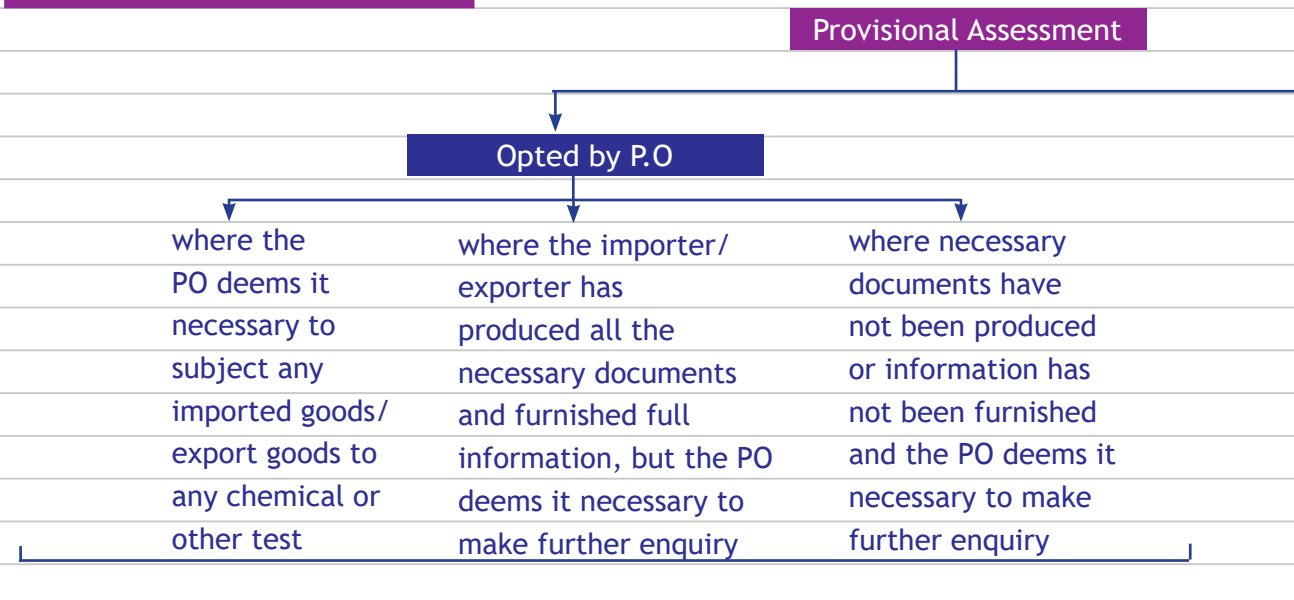 Provisional Assessment
Opted by P.O
where the
PO deems it
necessary to
subject any
imported goods/
export goods to
any chemical or
other test
where the importer/
exporter has
produced all the
necessary documents
and furnished full
information, but the PO
deems it necessary to
make further enquiry
where necessary
documents have
not been produced
or information has
not been furnished
and the PO deems it
necessary to make
further enquiry